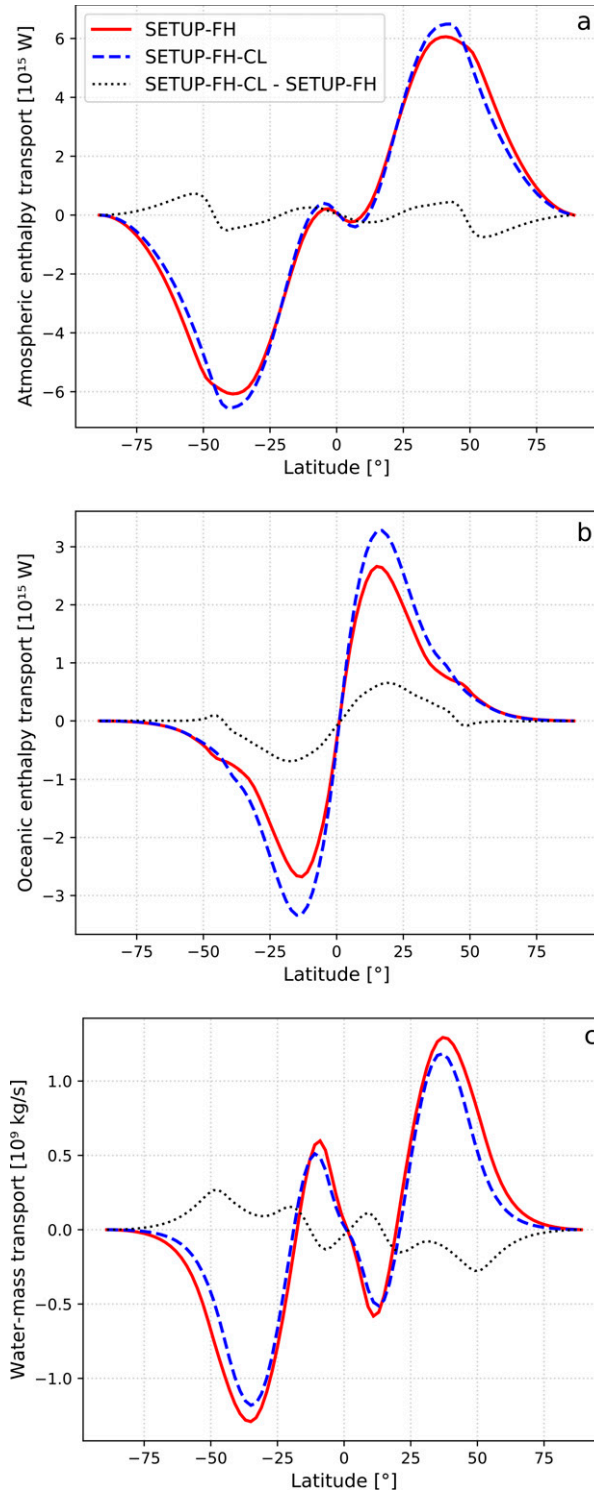 a
SETUP-FH
SETUP-FH-CL
SETUP-FH-CL - SETUP-FH
Atmospheric enthalpy transport [10¹⁵ W]
6
4
2
0
−2
−4
−6
−75 −50 −25 0 25 50 75
Latitude [°]
b
Oceanic enthalpy transport [10¹⁵ W]
3
2
1
0
−1
−2
−3
−75 −50 −25 0 25 50 75
Latitude [°]
c
Water-mass transport [10⁹ kg/s]
1.0
0.5
0.0
−0.5
−1.0
−75 −50 −25 0 25 50 75
Latitude [°]